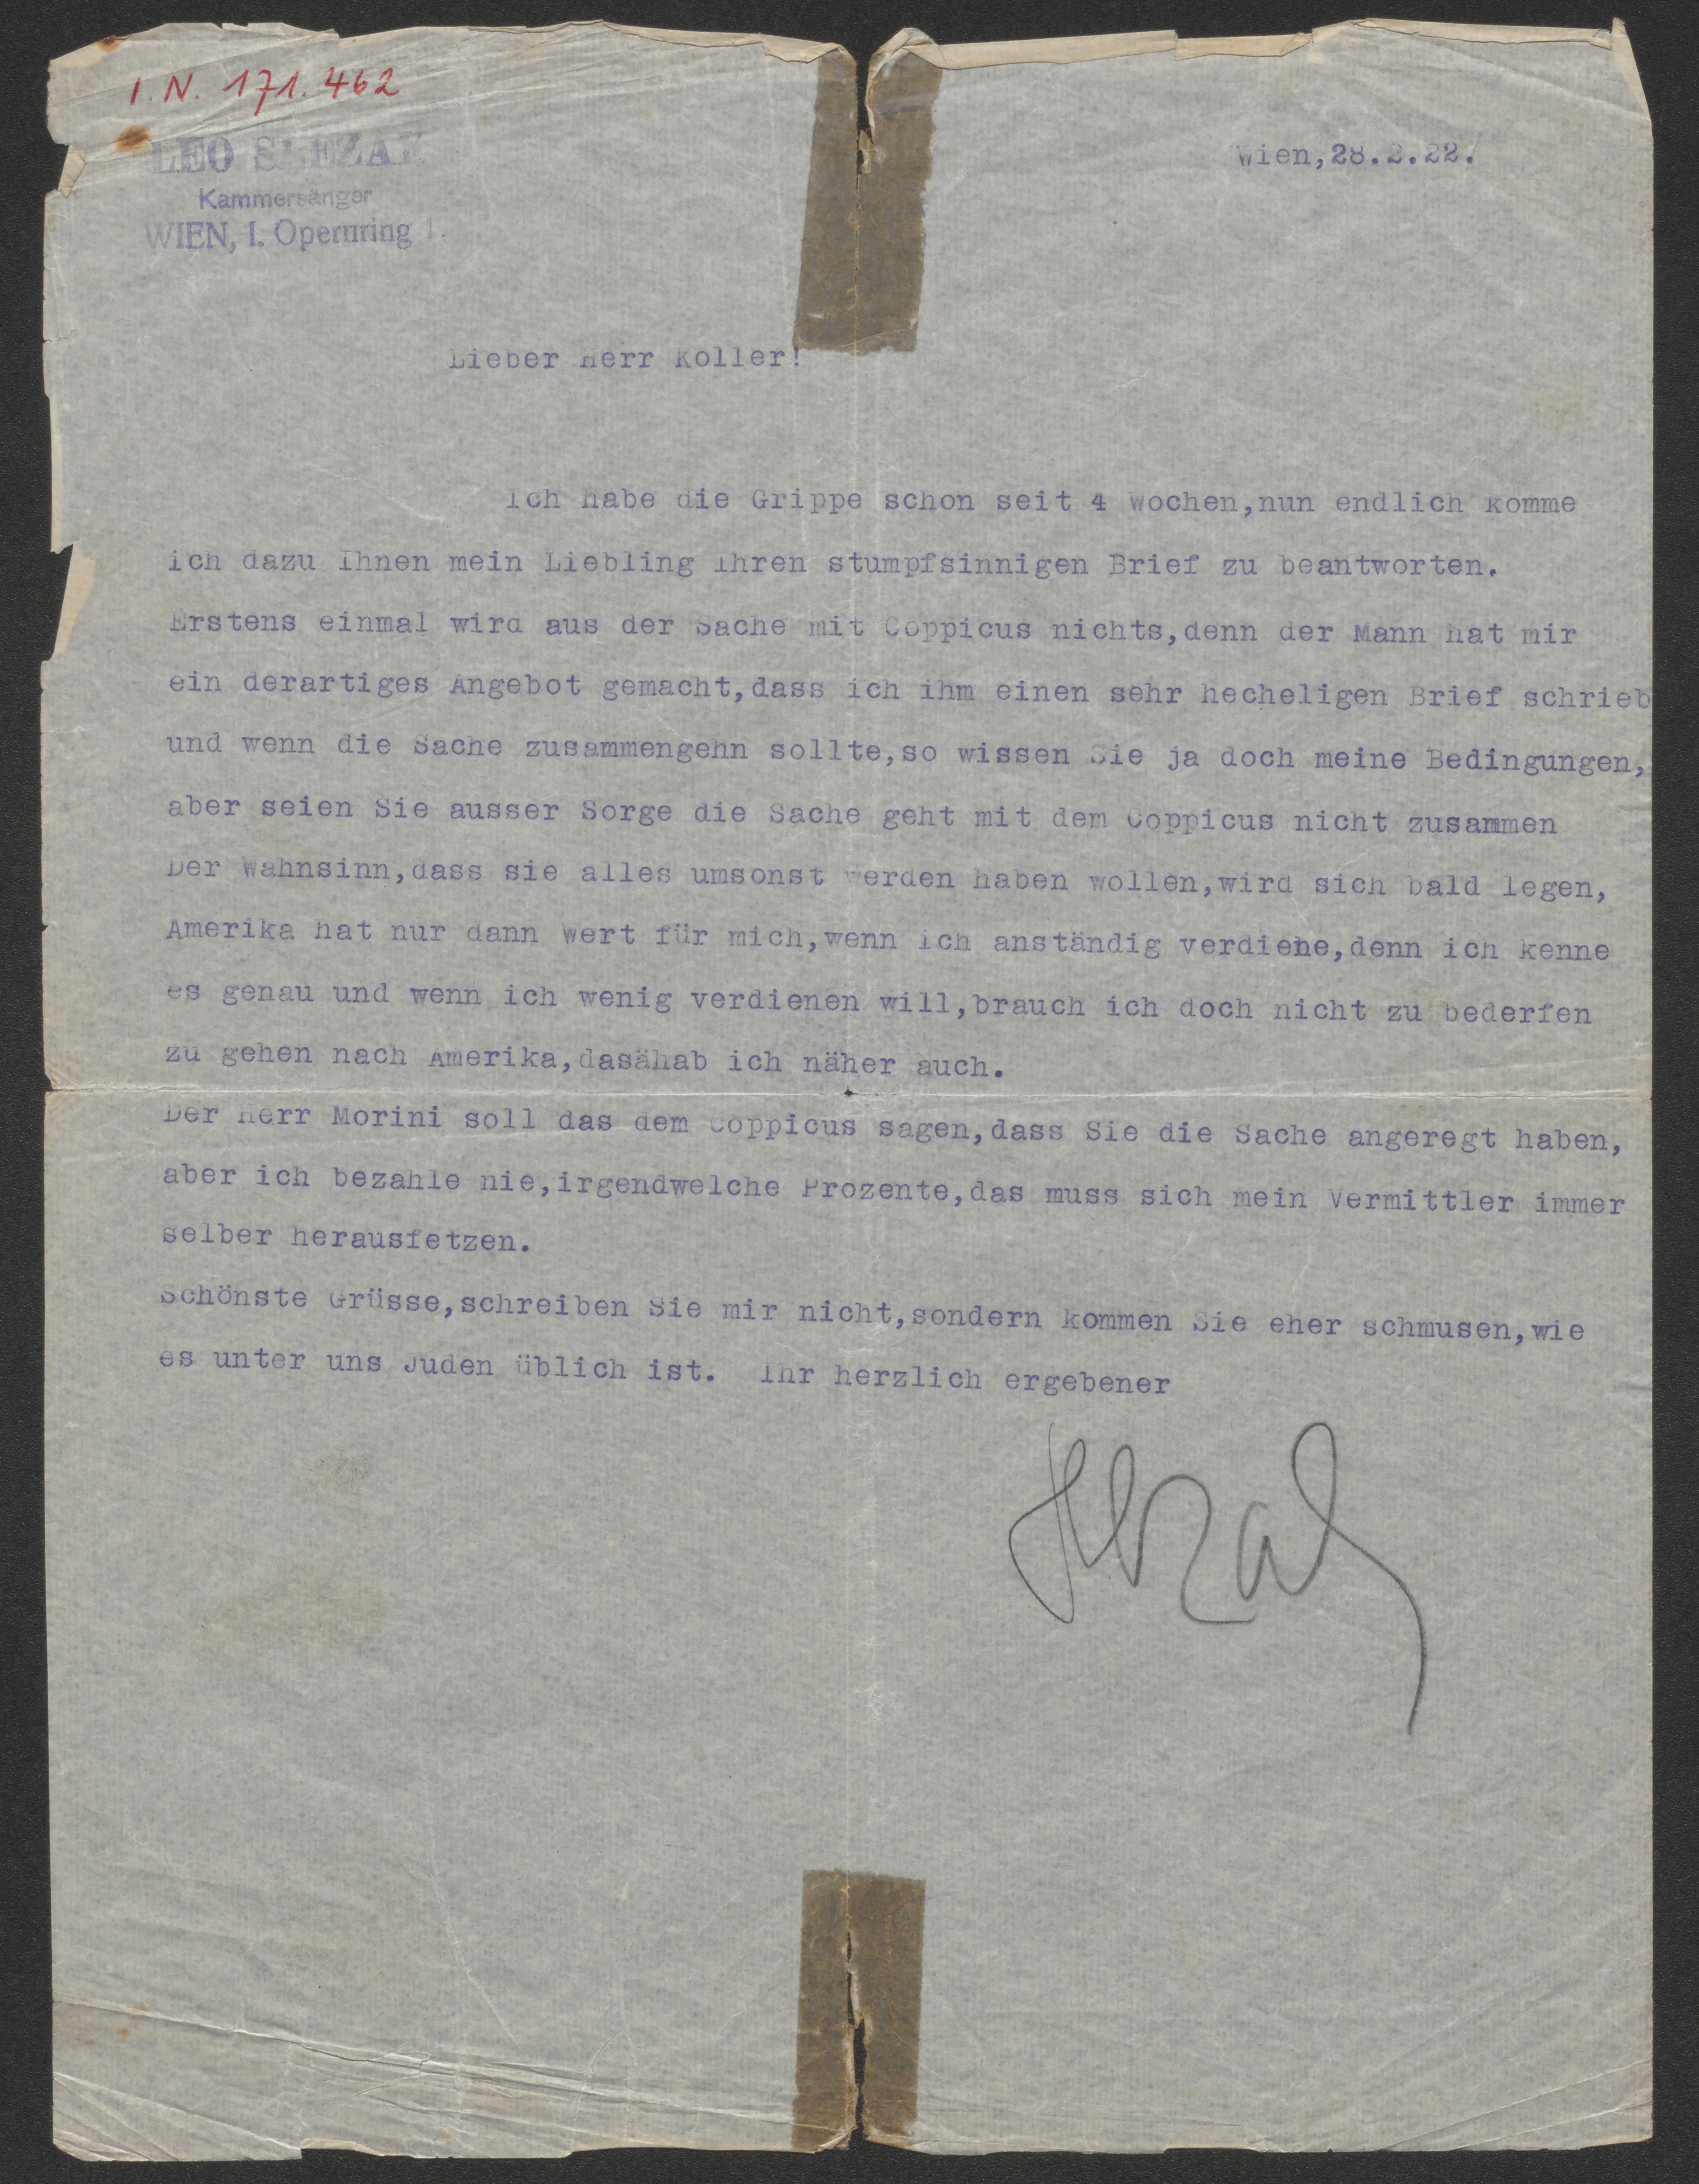 I.N. 171.462
LEO SLEZAK
Kammersänger
WIEN, I. Opernring
Wien,28.2.22.
Lieber Herr Koller!
Ich habe die Grippe schon seit 4 Wochen,nun endlich komme
ich dazu Ihnen mein Liebling Ihren stumpfsinnigen Brief zu beantworten.
Erstens einmal wird aus der Sache mit Coppicus nichts,denn der Mann hat mir
ein derartiges Angebot gemacht,dass ich ihm einen sehr hecheligen Brief schrieb
und wenn die Sache zusammengehn sollte,so wissen Sie ja doch meine Bedingungen,
aber seien Sie ausser Sorge die Sache geht mit dem Coppicus nicht zusammen
Der Wahnsinn,dass sie alles umsonst werden haben wollen,wird sich bald legen,
Amerika hat nur dann Wert für mich,wenn ich anständig verdiene,denn ich kenne
es genau und wenn ich wenig verdienen will,brauch ich doch nicht zu bederfen
zu gehen nach Amerika,dasähab ich näher auch.
Der Herr Morini soll das dem Coppicus sagen,dass Sie die Sache angeregt haben,
aber ich bezahle nie,irgendwelche Prozente,das muss sich mein Vermittler immer
selber herausfetzen.
Schönste Grüsse,schreiben Sie mir nicht,sondern kommen Sie eher schmusen,wie
es unter uns Juden üblich ist. Ihr herzlich ergebener
Slezak